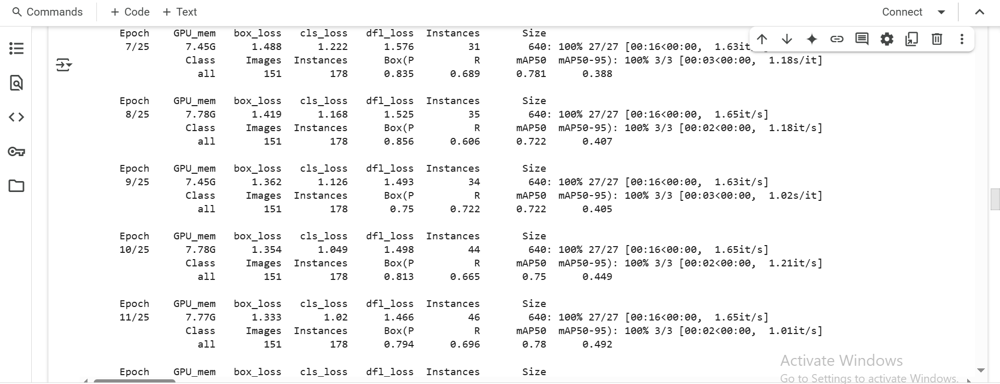 Commands + Code + Text Connect
Epoch GPU_mem box_loss cls_loss dfl_loss Instances Size
7/25 7.45G 1.488 1.222 1.576 31 640: 100% 27/27 [00:16<00:00, 1.63it
Class Images Instances Box(P R mAP50 mAP50-95): 100% 3/3 [00:03<00:00, 1.18s/it]
all 151 178 0.835 0.689 0.781 0.388
Epoch GPU_mem box_loss cls_loss dfl_loss Instances Size
8/25 7.78G 1.419 1.168 1.525 35 640: 100% 27/27 [00:16<00:00, 1.65it/s]
Class Images Instances Box(P R mAP50 mAP50-95): 100% 3/3 [00:02<00:00, 1.18it/s]
all 151 178 0.856 0.606 0.722 0.407
Epoch GPU_mem box_loss cls_loss dfl_loss Instances Size
9/25 7.45G 1.362 1.126 1.493 34 640: 100% 27/27 [00:16<00:00, 1.63it/s]
Class Images Instances Box(P R mAP50 mAP50-95): 100% 3/3 [00:03<00:00, 1.02s/it]
all 151 178 0.75 0.722 0.722 0.405
Epoch GPU_mem box_loss cls_loss dfl_loss Instances Size
10/25 7.78G 1.354 1.049 1.498 44 640: 100% 27/27 [00:16<00:00, 1.65it/s]
Class Images Instances Box(P R mAP50 mAP50-95): 100% 3/3 [00:02<00:00, 1.21it/s]
all 151 178 0.813 0.665 0.75 0.449
Epoch GPU_mem box_loss cls_loss dfl_loss Instances Size
11/25 7.77G 1.333 1.02 1.466 46 640: 100% 27/27 [00:16<00:00, 1.65it/s]
Class Images Instances Box(P R mAP50 mAP50-95): 100% 3/3 [00:02<00:00, 1.01it/s]
all 151 178 0.794 0.696 0.78 0.492
Activate Windows
Epoch GPU_mem box_loss cls_loss dfl_loss Instances Size
Go to Settings to activate Windows.